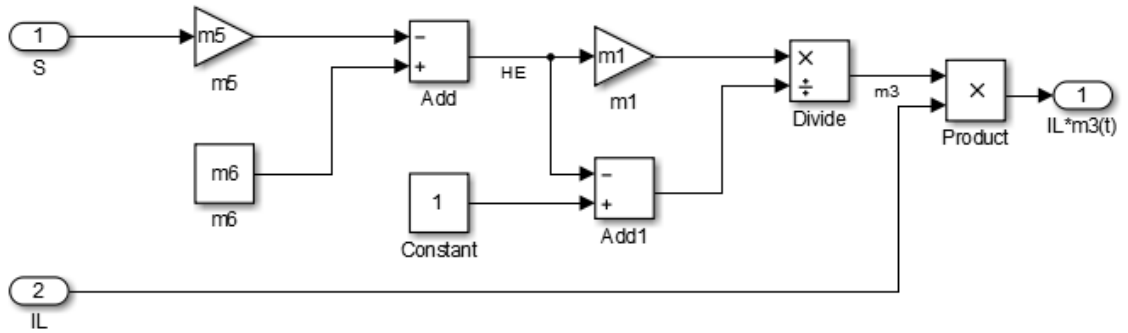 1
S
m5
m5
−
+
Add
HE
m1
m1
×
÷
Divide
m3
×
Product
1
IL*m3(t)
m6
m6
1
Constant
−
+
Add1
2
IL